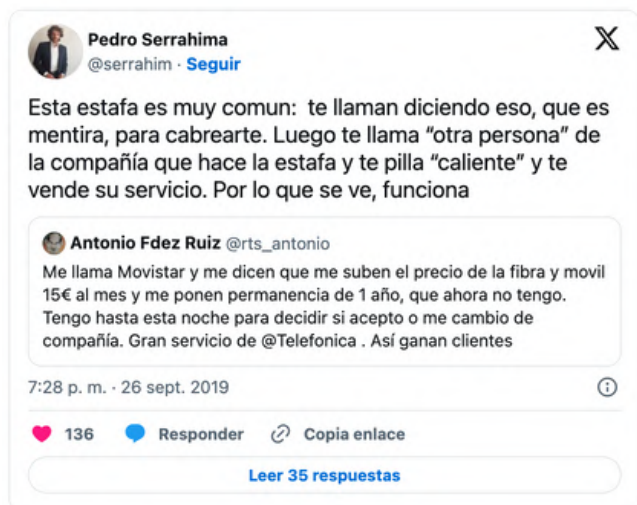 Pedro Serrahima
@serrahim · Seguir
Esta estafa es muy comun:  te llaman diciendo eso, que es
mentira, para cabrearte. Luego te llama “otra persona” de
la compañía que hace la estafa y te pilla “caliente” y te
vende su servicio. Por lo que se ve, funciona
Antonio Fdez Ruiz @rts_antonio
Me llama Movistar y me dicen que me suben el precio de la fibra y movil
15€ al mes y me ponen permanencia de 1 año, que ahora no tengo.
Tengo hasta esta noche para decidir si acepto o me cambio de
compañía. Gran servicio de @Telefonica . Así ganan clientes
7:28 p. m. · 26 sept. 2019
136 Responder Copia enlace
Leer 35 respuestas